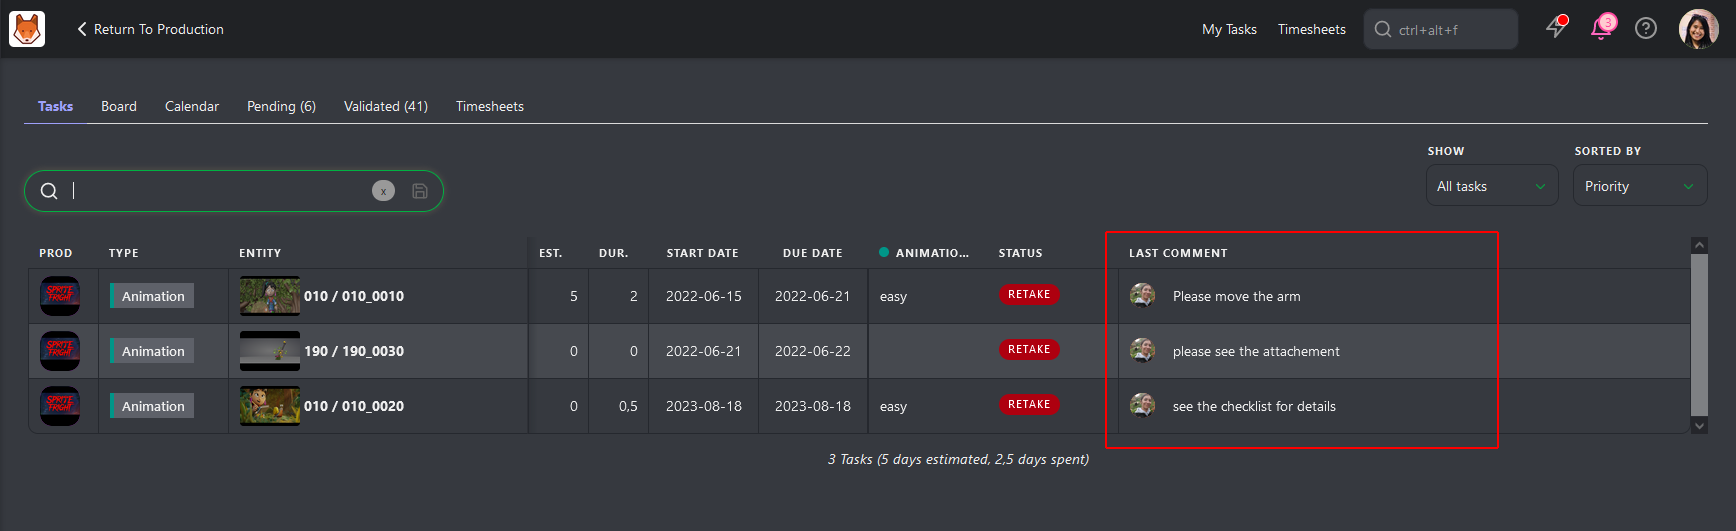 Return To Production
My Tasks
Timesheets
ctrl+alt+f
3
Tasks
Board
Calendar
Pending (6)
Validated (41)
Timesheets
SHOW
SORTED BY
All tasks
Priority
x
PROD TYPE ENTITY EST. DUR. START DATE DUE DATE ANIMATIO... STATUS LAST COMMENT
SPRITE FRIGHT Animation 010 / 010_0010 5 2 2022-06-15 2022-06-21 easy RETAKE Please move the arm
SPRITE FRIGHT Animation 190 / 190_0030 0 0 2022-06-21 2022-06-22 RETAKE please see the attachement
SPRITE FRIGHT Animation 010 / 010_0020 0 0,5 2023-08-18 2023-08-18 easy RETAKE see the checklist for details
3 Tasks (5 days estimated, 2,5 days spent)